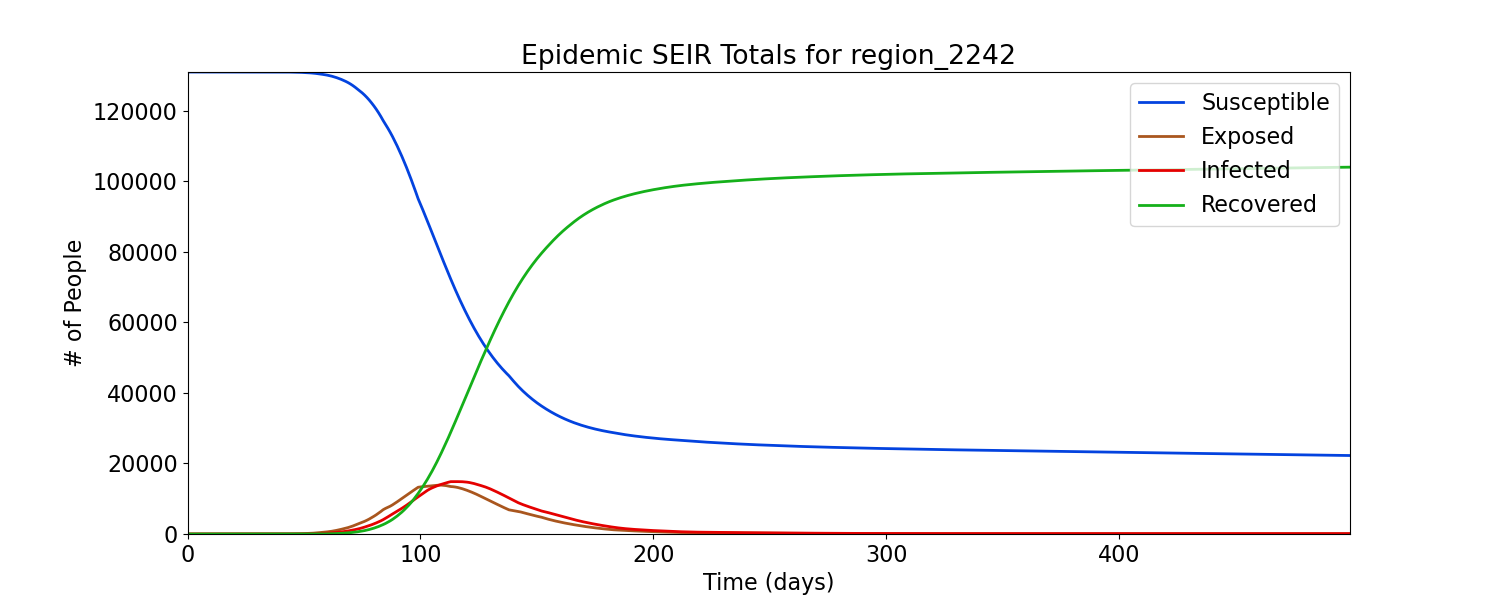 Epidemic SEIR Totals for region_2242
# of People
120000
100000
80000
60000
40000
20000
0
Susceptible
Exposed
Infected
Recovered
0 100 200 300 400
Time (days)